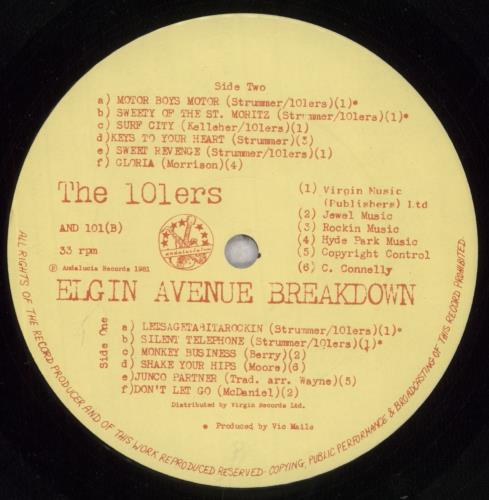 Side Two
a) MOTOR BOYS MOTOR (Strummer/101ers)(1)*
b) SWEETY OF THE ST. MORITZ (Strummer/101ers)(1)*
c) SURF CITY (Kelleher/101ers)(1)
d)KEYS TO YOUR HEART (Strummer)(3)
e) SWEET REVENGE (Strummer/101ers)(1)
f) GLORIA (Morrison)(4)
The 101ers
AND 101(B)
33 rpm
℗ Andalucia Records 1981
(1) Virgin Music
(Publishers) Ltd
(2) Jewel Music
(3) Rockin Music
(4) Hyde Park Music
(5) Copyright Control
(6) C. Connelly
ELGIN AVENUE BREAKDOWN
Side One
a) LETSAGETABITAROCKIN (Strummer/101ers)(1)*
b) SILENT TELEPHONE (Strummer/101ers)(1)*
c) MONKEY BUSINESS (Berry)(2)
d) SHAKE YOUR HIPS (Moore)(6)
e)JUNCO PARTNER (Trad. arr. Wayne)(5)
f)DON'T LET GO (McDaniel)(2)
Distributed by Virgin Records Ltd.
* Produced by Vic Maile
ALL RIGHTS OF THE RECORD PRODUCER AND OF THIS WORK REPRODUCED RESERVED-COPYING, PUBLIC PERFORMANCE & BROADCASTING OF THIS RECORD PROHIBITED.